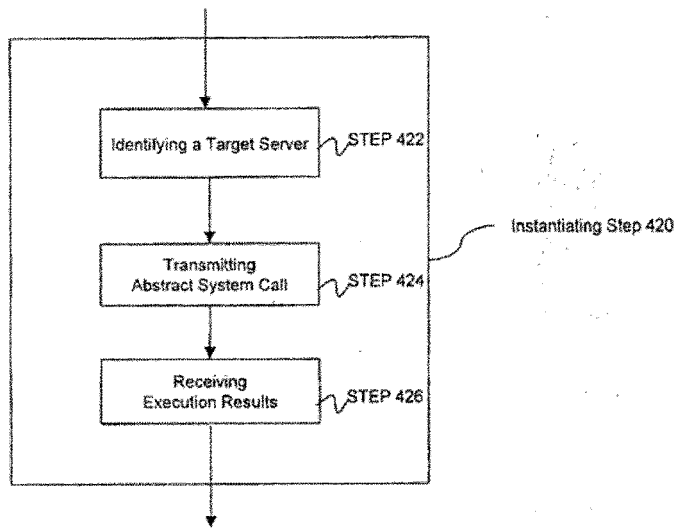 Identifying a Target Server
STEP 422
Instantiating Step 420
Transmitting
Abstract System Call
STEP 424
Receiving
Execution Results
STEP 426